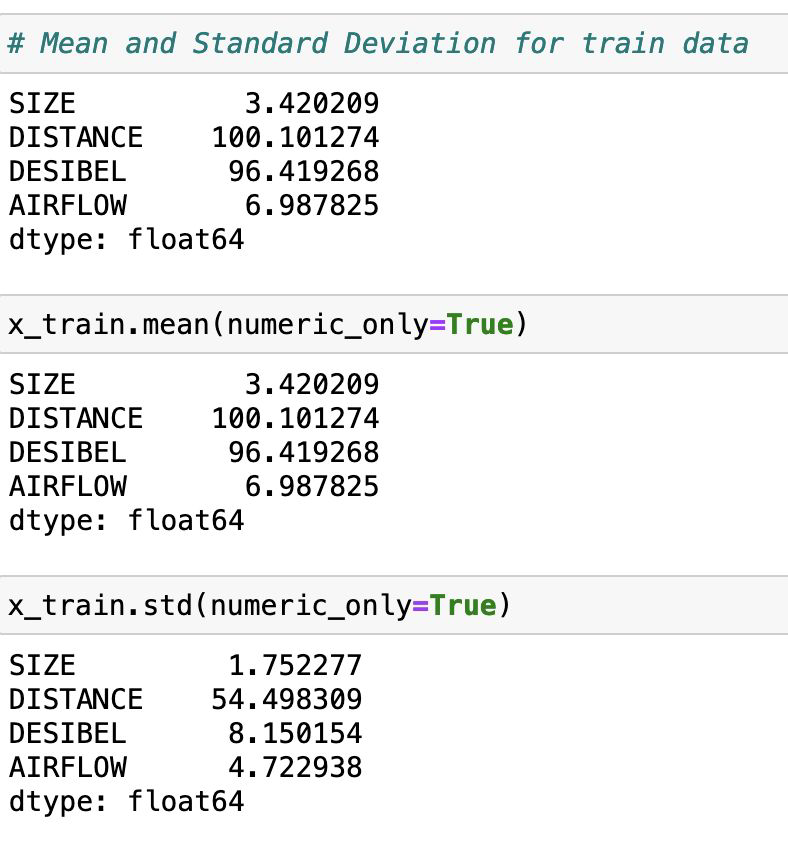 # Mean and Standard Deviation for train data
SIZE 3.420209
DISTANCE 100.101274
DESIBEL 96.419268
AIRFLOW 6.987825
dtype: float64
x_train.mean(numeric_only=True)
SIZE 3.420209
DISTANCE 100.101274
DESIBEL 96.419268
AIRFLOW 6.987825
dtype: float64
x_train.std(numeric_only=True)
SIZE 1.752277
DISTANCE 54.498309
DESIBEL 8.150154
AIRFLOW 4.722938
dtype: float64